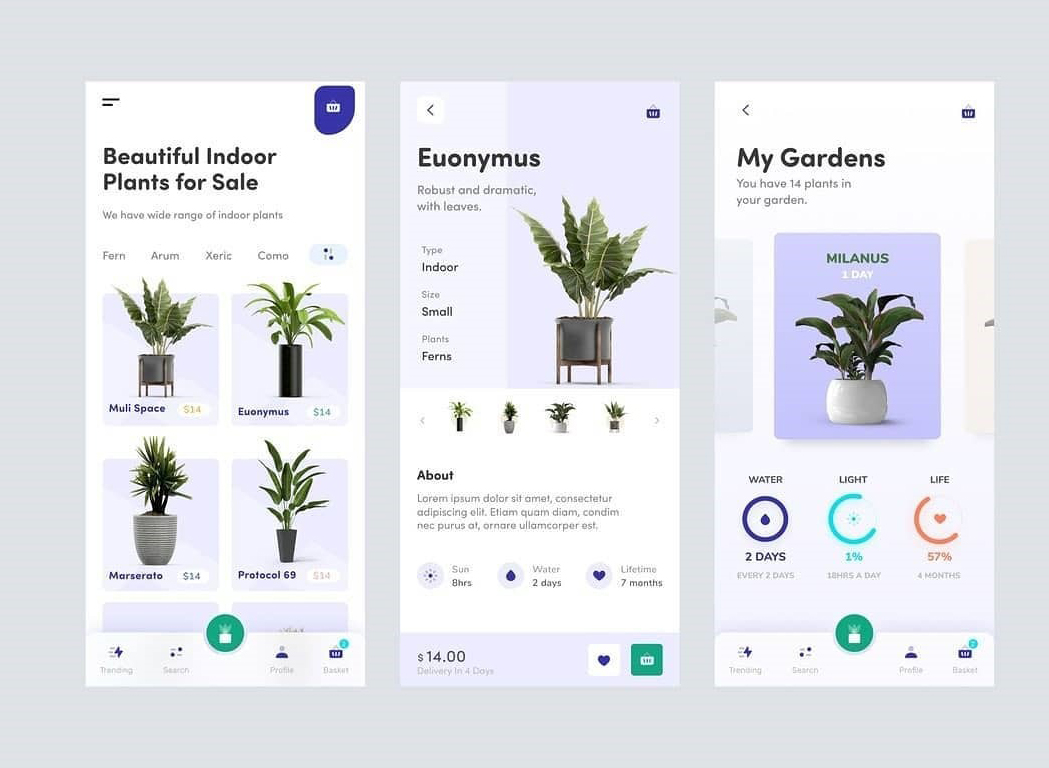 Beautiful Indoor
Plants for Sale
We have wide range of indoor plants
Fern Arum Xeric Como
Muli Space $14
Euonymus $14
Marserato $14
Protocol 69 $14
Trending Search Profile Basket
Euonymus
Robust and dramatic,
with leaves.
Type
Indoor
Size
Small
Plants
Ferns
About
Lorem ipsum dolor sit amet, consectetur
adipiscing elit. Etiam quam diam, condim
nec purus at, ornare ullamcorper est.
Sun
8hrs
Water
2 days
Lifetime
7 months
$14.00
Delivery In 4 Days
My Gardens
You have 14 plants in
your garden.
MILANUS
1 DAY
WATER LIGHT LIFE
2 DAYS 1% 57%
EVERY 2 DAYS 18HRS A DAY 4 MONTHS
Trending Search Profile Basket